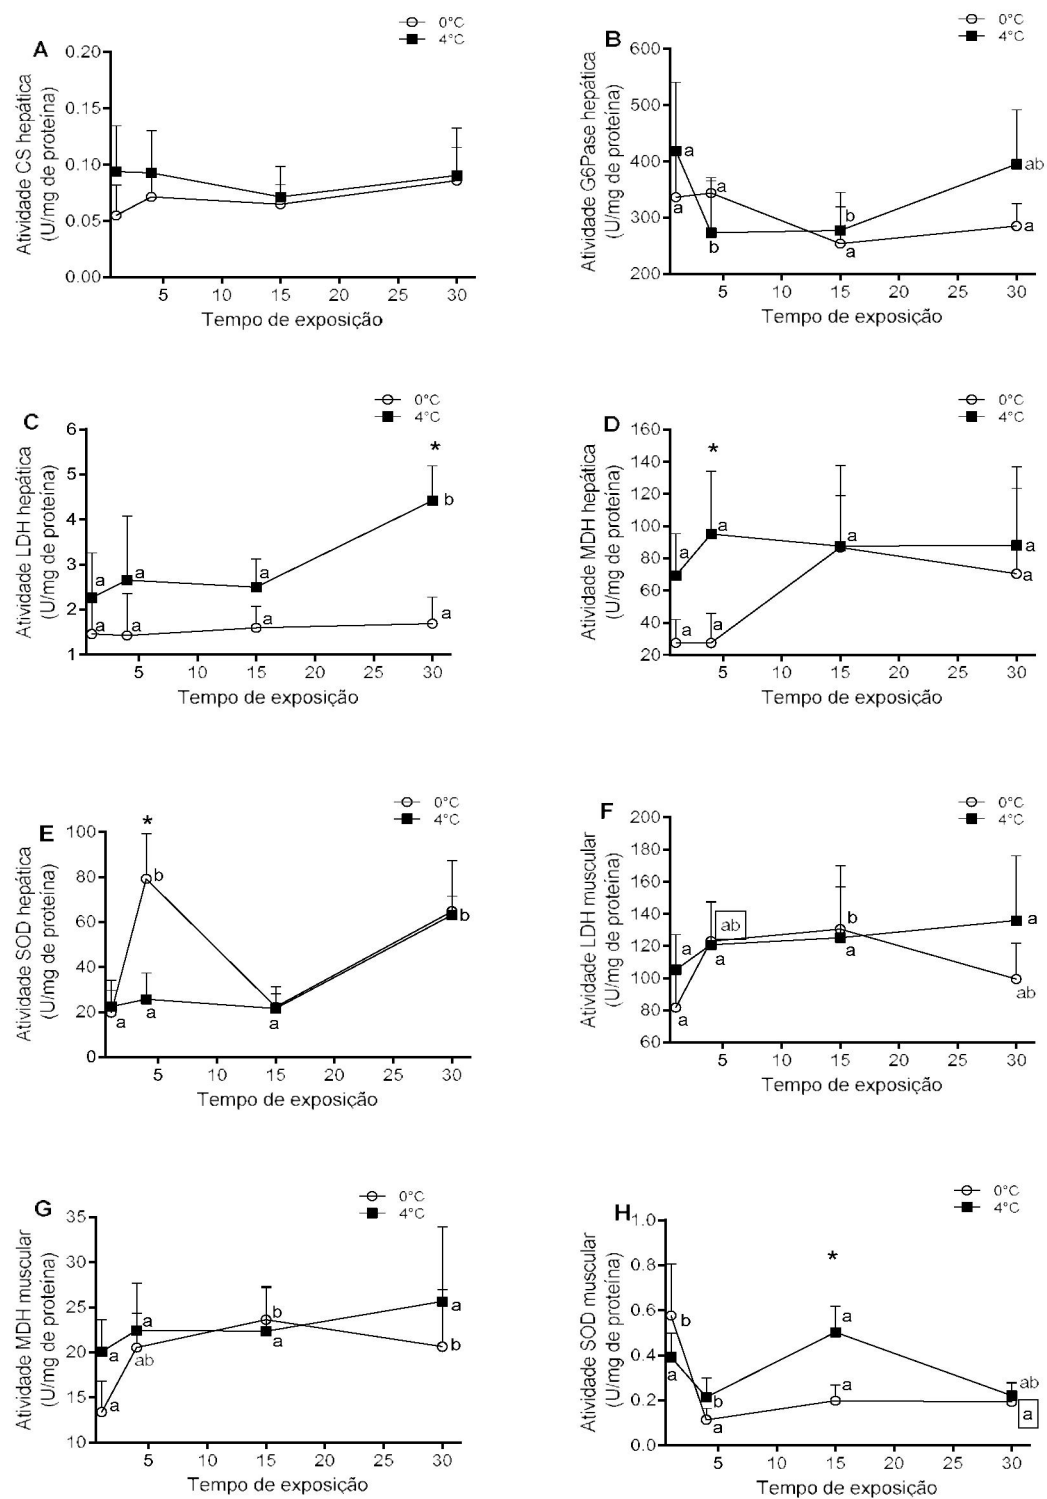 0°C
4°C
A
0.20
0.15
0.10
0.05
0.00
Atividade CS hepática
(U/mg de proteína)
5 10 15 20 25 30
Tempo de exposição
0°C
4°C
B
600
500
400
300
200
Atividade G6Pase hepática
(U/mg de proteína)
a
a
a
b
b
a
ab
a
5 10 15 20 25 30
Tempo de exposição
0°C
4°C
C
6
5
4
3
2
1
Atividade LDH hepática
(U/mg de proteína)
*
b
a
a
a
a
a
a
a
5 10 15 20 25 30
Tempo de exposição
0°C
4°C
D
160
140
120
100
80
60
40
20
Atividade MDH hepática
(U/mg de proteína)
*
a
a
a
a
a
a
a
5 10 15 20 25 30
Tempo de exposição
0°C
4°C
E
100
80
60
40
20
0
Atividade SOD hepática
(U/mg de proteína)
*
b
a
a
a
b
5 10 15 20 25 30
Tempo de exposição
0°C
4°C
F
200
180
160
140
120
100
80
60
Atividade LDH muscular
(U/mg de proteína)
a
a
ab
a
b
a
a
ab
5 10 15 20 25 30
Tempo de exposição
0°C
4°C
G
35
30
25
20
15
10
Atividade MDH muscular
(U/mg de proteína)
a
a
a
ab
b
a
a
b
5 10 15 20 25 30
Tempo de exposição
0°C
4°C
H
1.0
0.8
0.6
0.4
0.2
0.0
Atividade SOD muscular
(U/mg de proteína)
*
b
a
b
a
a
a
ab
a
5 10 15 20 25 30
Tempo de exposição